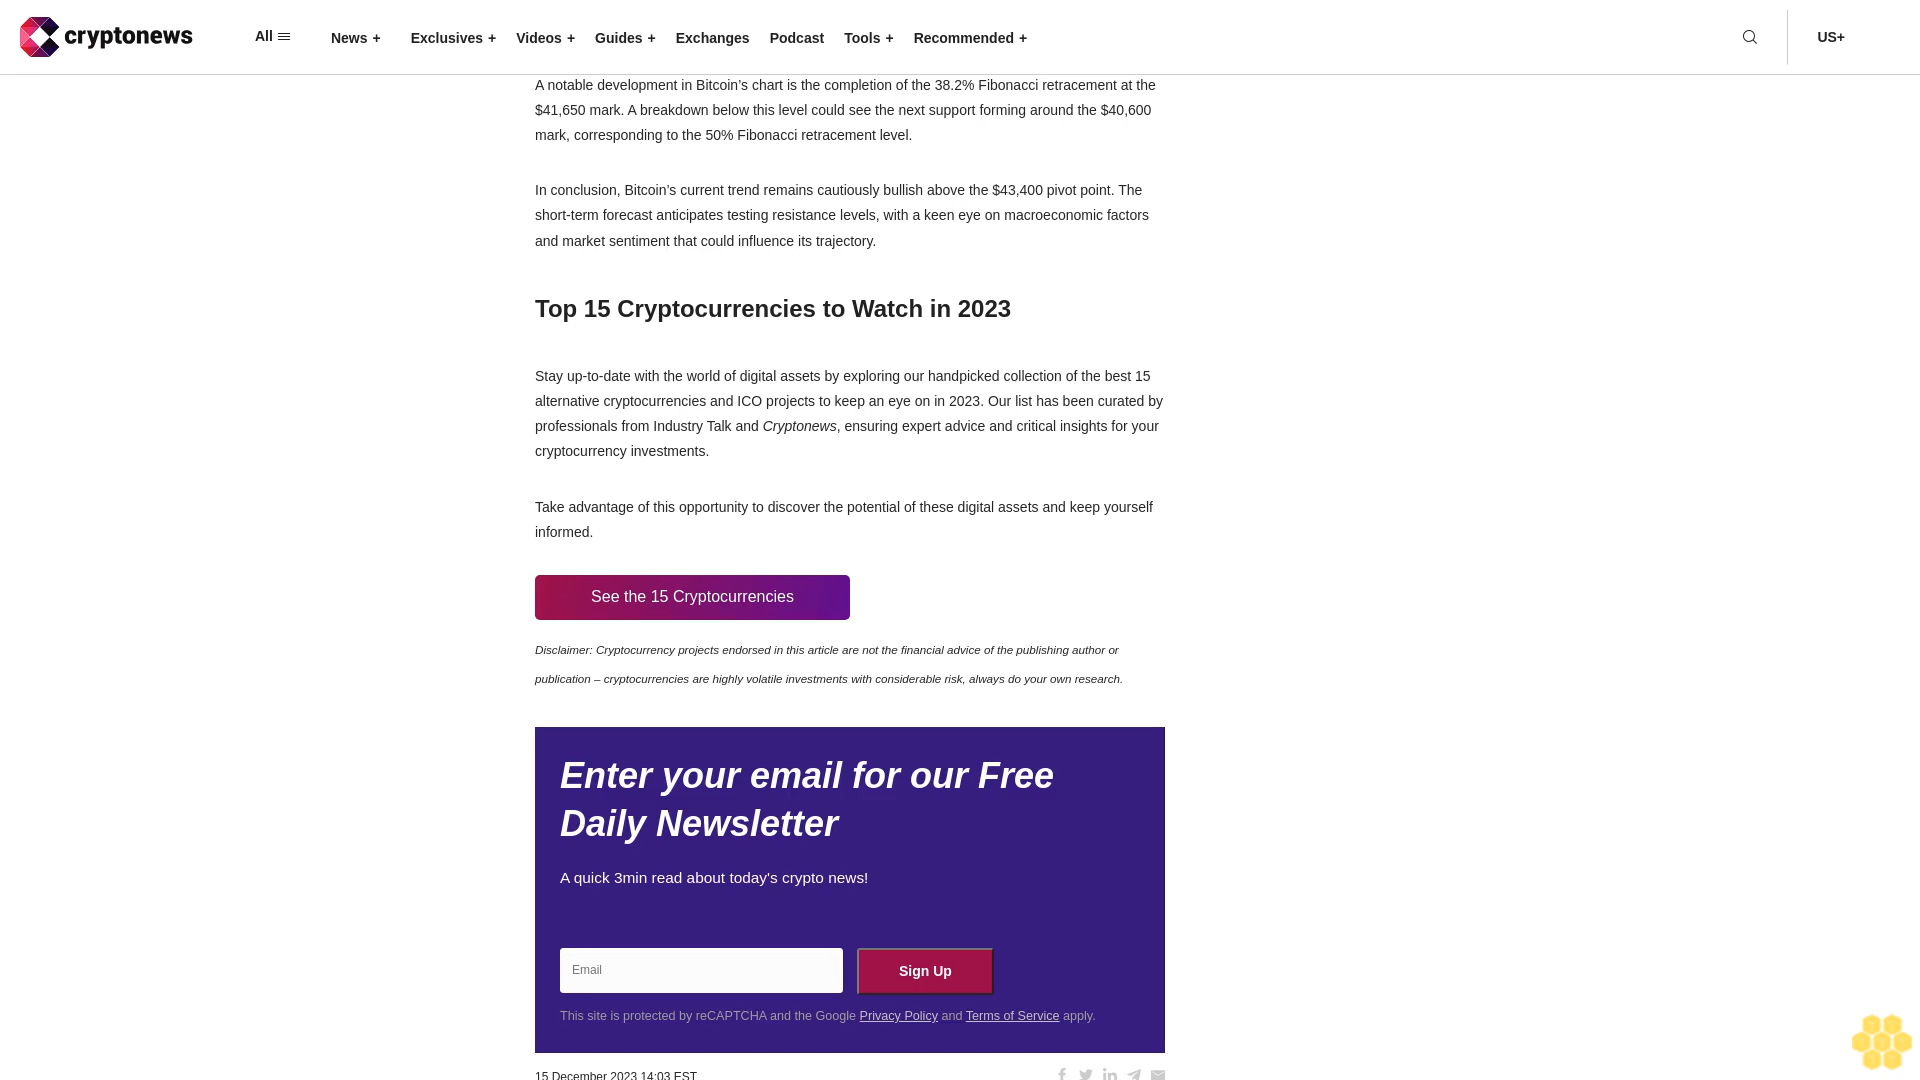 cryptonews
All
News +
Exclusives +
Videos +
Guides +
Exchanges
Podcast
Tools +
Recommended +
US+
A notable development in Bitcoin’s chart is the completion of the 38.2% Fibonacci retracement at the
$41,650 mark. A breakdown below this level could see the next support forming around the $40,600
mark, corresponding to the 50% Fibonacci retracement level.
In conclusion, Bitcoin’s current trend remains cautiously bullish above the $43,400 pivot point. The
short-term forecast anticipates testing resistance levels, with a keen eye on macroeconomic factors
and market sentiment that could influence its trajectory.
Top 15 Cryptocurrencies to Watch in 2023
Stay up-to-date with the world of digital assets by exploring our handpicked collection of the best 15
alternative cryptocurrencies and ICO projects to keep an eye on in 2023. Our list has been curated by
professionals from Industry Talk and Cryptonews, ensuring expert advice and critical insights for your
cryptocurrency investments.
Take advantage of this opportunity to discover the potential of these digital assets and keep yourself
informed.
See the 15 Cryptocurrencies
Disclaimer: Cryptocurrency projects endorsed in this article are not the financial advice of the publishing author or
publication – cryptocurrencies are highly volatile investments with considerable risk, always do your own research.
Enter your email for our Free
Daily Newsletter
A quick 3min read about today's crypto news!
Email
Sign Up
This site is protected by reCAPTCHA and the Google Privacy Policy and Terms of Service apply.
15 December 2023 14:03 EST